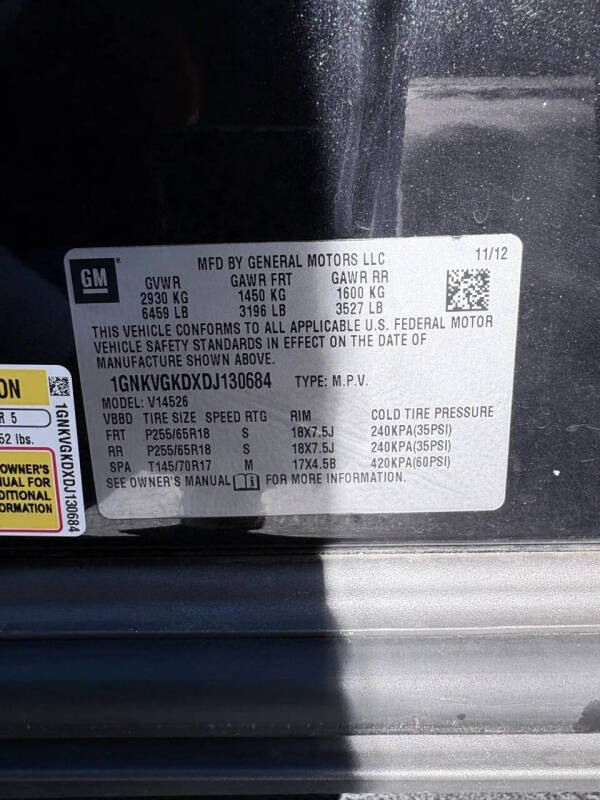 GM
MFD BY GENERAL MOTORS LLC 11/12
GVWR GAWR FRT GAWR RR
2930 KG 1450 KG 1600 KG
6459 LB 3196 LB 3527 LB
THIS VEHICLE CONFORMS TO ALL APPLICABLE U.S. FEDERAL MOTOR
VEHICLE SAFETY STANDARDS IN EFFECT ON THE DATE OF
MANUFACTURE SHOWN ABOVE.
1GNKVGKDXDJ130684 TYPE: M.P.V.
MODEL: V14526
VBBD TIRE SIZE SPEED RTG RIM COLD TIRE PRESSURE
FRT P255/65R18 S 18X7.5J 240KPA(35PSI)
RR P255/65R18 S 18X7.5J 240KPA(35PSI)
SPA T145/70R17 M 17X4.5B 420KPA(60PSI)
SEE OWNER'S MANUAL FOR MORE INFORMATION.
ON
R 5
52 lbs.
OWNER'S
NUAL FOR
DITIONAL
ORMATION
1GNKVGKDXDJ130684